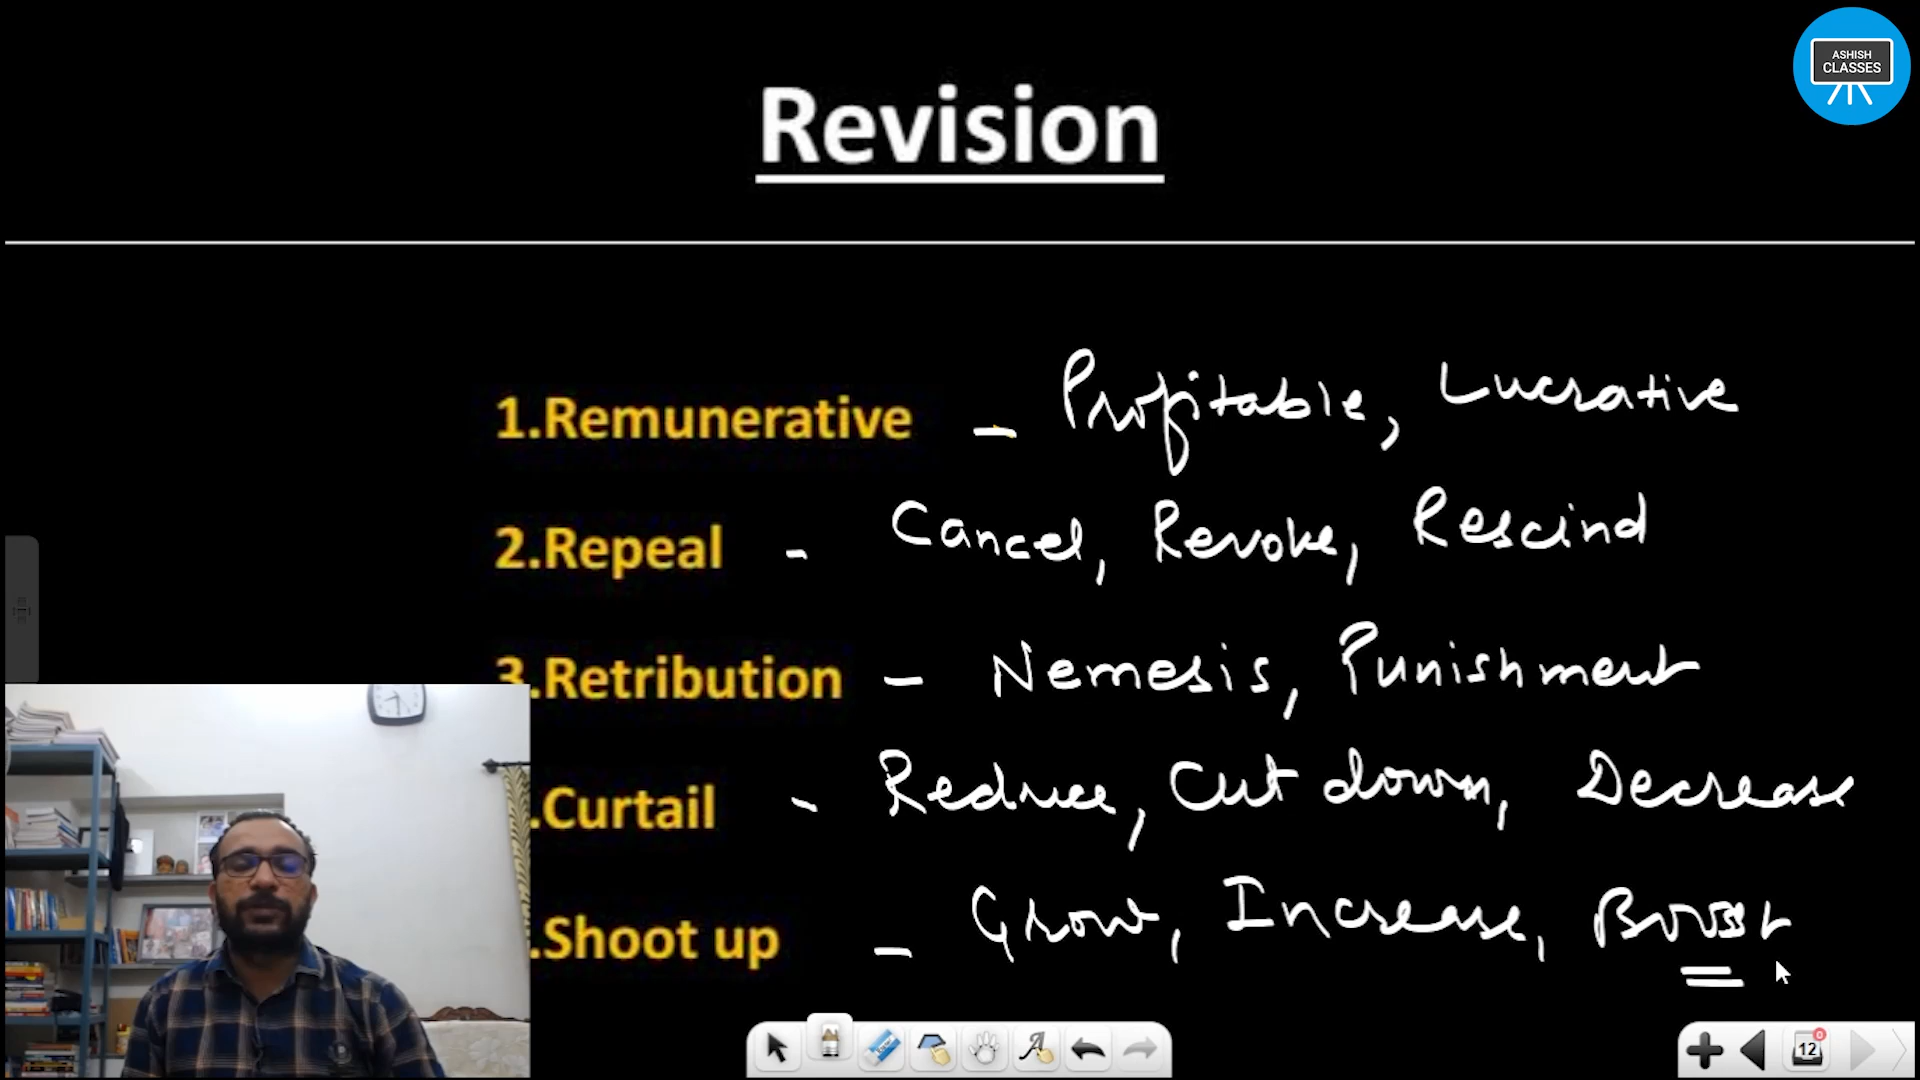 ASHISH
CLASSES
Revision
1.Remunerative - Profitable, Lucrative
2.Repeal - Cancel, Revoke, Rescind
3.Retribution - Nemesis, Punishment
.Curtail - Reduce, Cut down, Decrease
.Shoot up - Grow, Increase, Boost
12